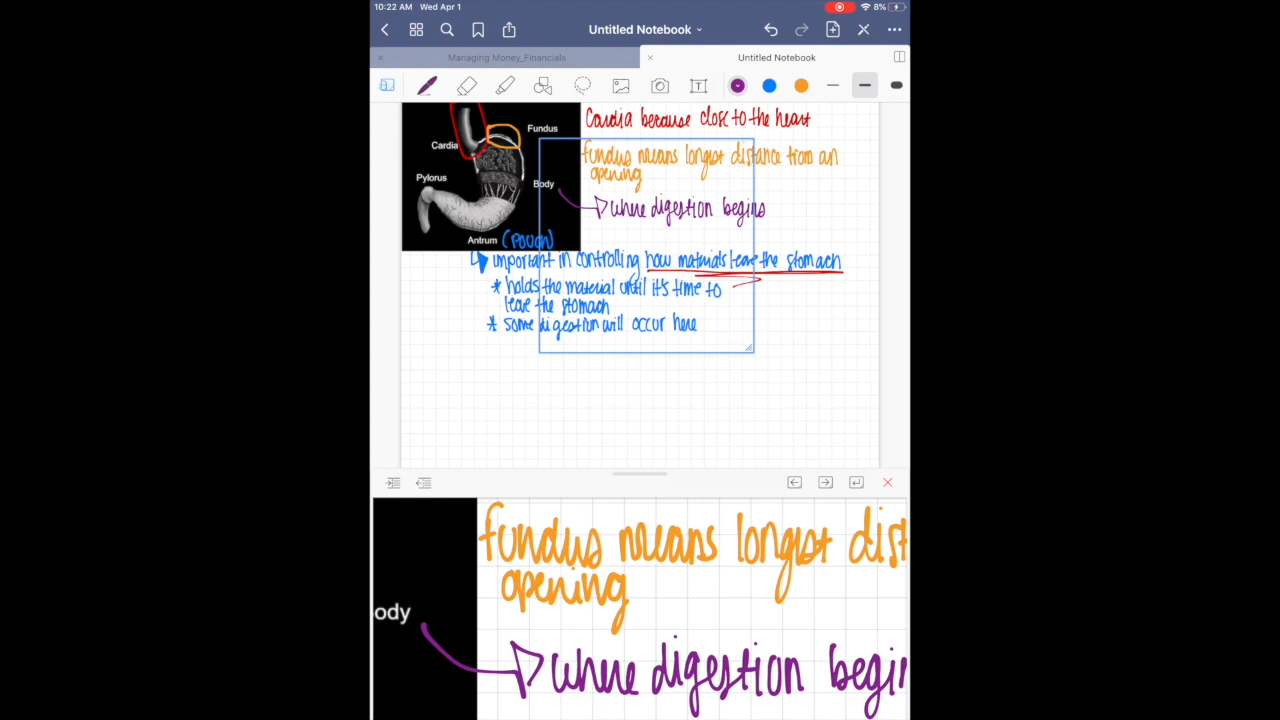 10:22 AM Wed Apr 1
8%
Untitled Notebook
Managing Money_Financials
Untitled Notebook
Cardia because close to the heart
Fundus
Cardia
fundus means longest distance from an
opening
Pylorus
Body
where digestion begins
Antrum (Pouch)
important in controlling how materials leave the stomach
* holds the material until it's time to
leave the stomach
* some digestion will occur here
fundus means longest dist
opening
ody
where digestion begin